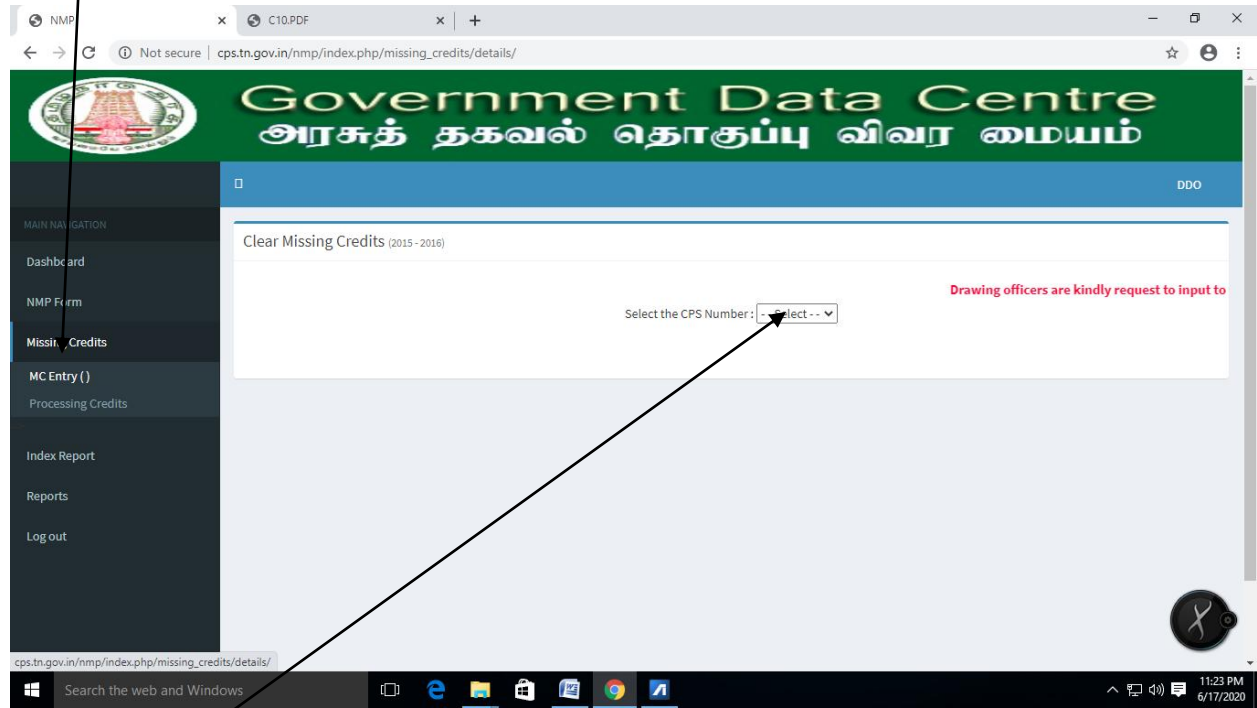 NMP
C10.PDF
Not secure | cps.tn.gov.in/nmp/index.php/missing_credits/details/
Government Data Centre
அரசுத் தகவல் தொகுப்பு விவர மையம்
DDO
MAIN NAVIGATION
Clear Missing Credits (2015 - 2016)
Dashboard
Drawing officers are kindly request to input to
NMP Form
Select the CPS Number : - - Select - -
Missing Credits
MC Entry ( )
Processing Credits
Index Report
Reports
Log out
cps.tn.gov.in/nmp/index.php/missing_credits/details/
Search the web and Windows
11:23 PM
6/17/2020